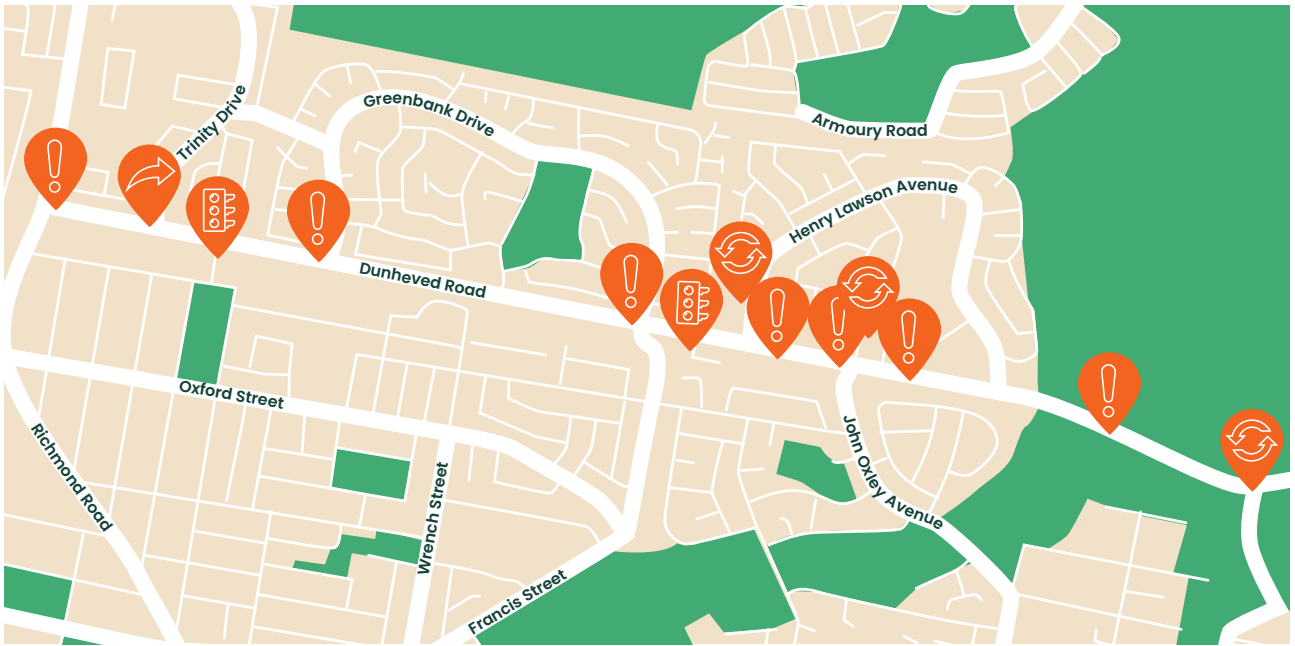 Trinity Drive
Greenbank Drive
Armoury Road
Henry Lawson Avenue
Dunheved Road
Oxford Street
Richmond Road
Wrench Street
John Oxley Avenue
Francis Street